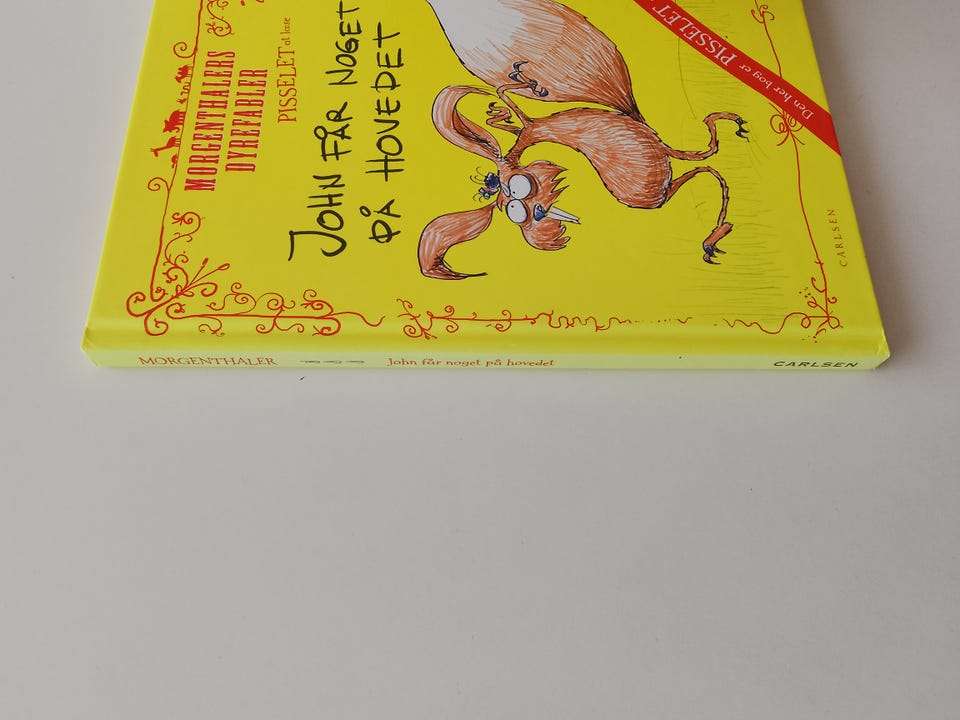 MORGENTHALERS
DYREFABLER
PISSELET at læse
JOHN FÅR NOGET
PÅ HOVEDET
Den her bog er PISSELET
CARLSEN
MORGENTHALER
John får noget på hovedet
CARLSEN